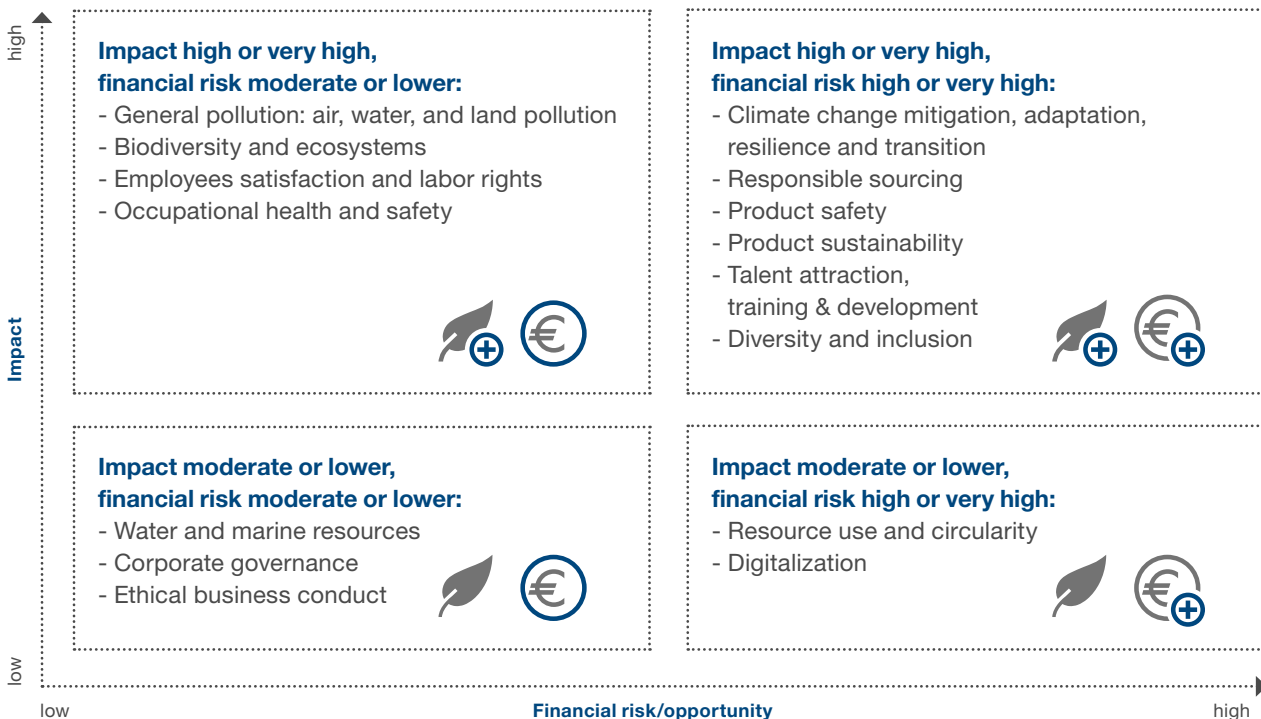 high
Impact high or very high,
financial risk moderate or lower:
- General pollution: air, water, and land pollution
- Biodiversity and ecosystems
- Employees satisfaction and labor rights
- Occupational health and safety
€
Impact high or very high,
financial risk high or very high:
- Climate change mitigation, adaptation,
resilience and transition
- Responsible sourcing
- Product safety
- Product sustainability
- Talent attraction,
training & development
- Diversity and inclusion
€
Impact
Impact moderate or lower,
financial risk moderate or lower:
- Water and marine resources
- Corporate governance
- Ethical business conduct
€
Impact moderate or lower,
financial risk high or very high:
- Resource use and circularity
- Digitalization
€
low
low
Financial risk/opportunity
high